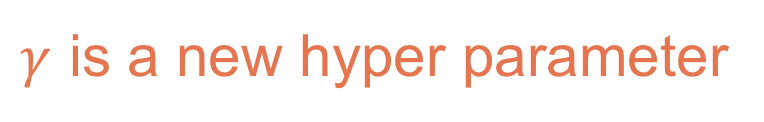 γ is a new hyper parameter